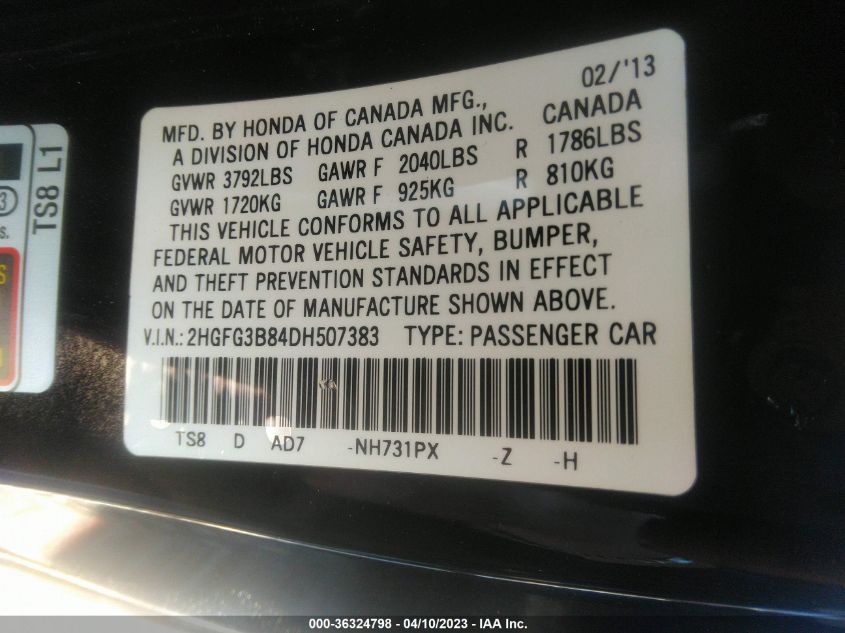 02/'13
MFD. BY HONDA OF CANADA MFG., CANADA
A DIVISION OF HONDA CANADA INC.
GVWR 3792LBS GAWR F 2040LBS R 1786LBS
GVWR 1720KG GAWR F 925KG R 810KG
THIS VEHICLE CONFORMS TO ALL APPLICABLE
FEDERAL MOTOR VEHICLE SAFETY, BUMPER,
AND THEFT PREVENTION STANDARDS IN EFFECT
ON THE DATE OF MANUFACTURE SHOWN ABOVE.
V.I.N.: 2HGFG3B84DH507383 TYPE: PASSENGER CAR
TS8 D AD7 -NH731PX -Z -H
TS8 L1
000-36324798 - 04/10/2023 - IAA Inc.